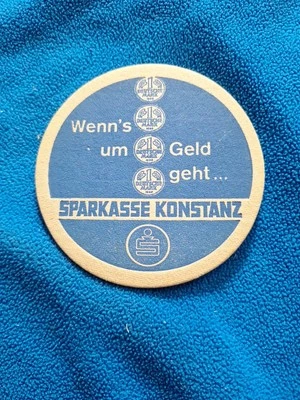 Wenn's
um Geld
geht...
SPARKASSE KONSTANZ